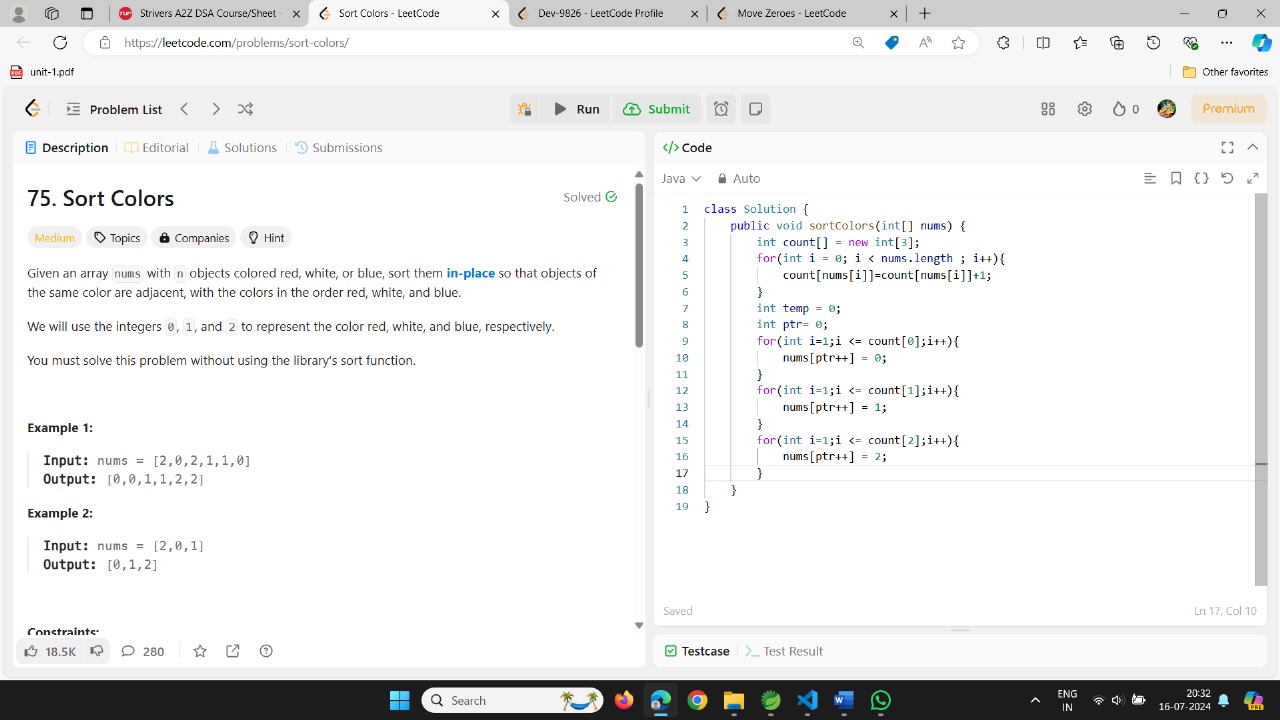 Strivers A2Z DSA Course/Sheet -
Sort Colors - LeetCode
Dev-9826 - LeetCode Profile
Move Zeroes - LeetCode
https://leetcode.com/problems/sort-colors/
unit-1.pdf
Other favorites
Problem List
Run
Submit
0
Premium
Description
Editorial
Solutions
Submissions
75. Sort Colors
Solved
Medium
Topics
Companies
Hint
Given an array nums with n objects colored red, white, or blue, sort them in-place so that objects of
the same color are adjacent, with the colors in the order red, white, and blue.
We will use the integers 0, 1, and 2 to represent the color red, white, and blue, respectively.
You must solve this problem without using the library's sort function.
Example 1:
Input: nums = [2,0,2,1,1,0]
Output: [0,0,1,1,2,2]
Example 2:
Input: nums = [2,0,1]
Output: [0,1,2]
Constraints:
18.5K
280
Code
Java
Auto
1 class Solution {
2 public void sortColors(int[] nums) {
3 int count[] = new int[3];
4 for(int i = 0; i < nums.length ; i++){
5 count[nums[i]]=count[nums[i]]+1;
6 }
7 int temp = 0;
8 int ptr= 0;
9 for(int i=1;i <= count[0];i++){
10 nums[ptr++] = 0;
11 }
12 for(int i=1;i <= count[1];i++){
13 nums[ptr++] = 1;
14 }
15 for(int i=1;i <= count[2];i++){
16 nums[ptr++] = 2;
17 }
18 }
19 }
Saved
Ln 17, Col 10
Testcase
Test Result
Search
ENG
IN
20:32
16-07-2024